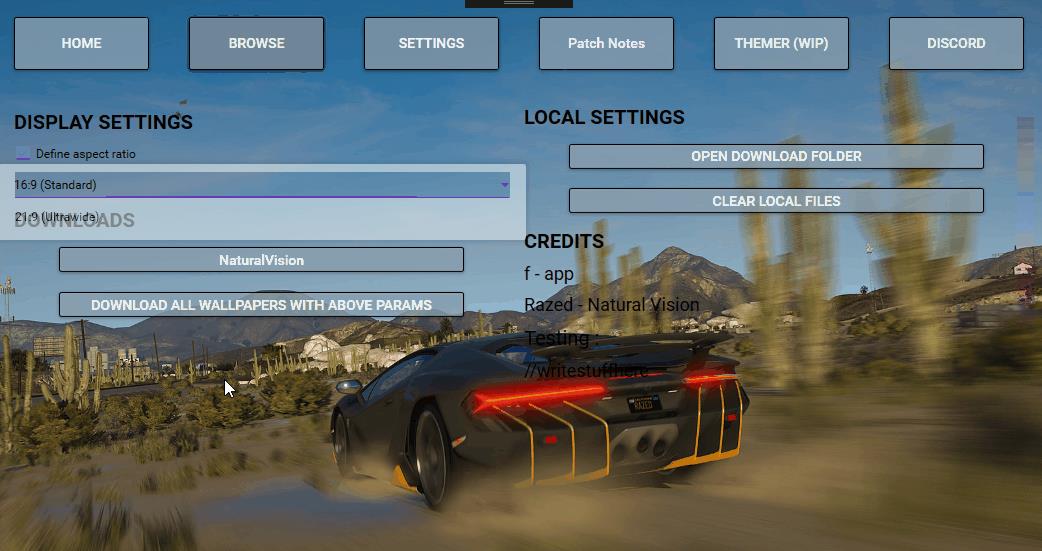 HOME
BROWSE
SETTINGS
Patch Notes
THEMER (WIP)
DISCORD
DISPLAY SETTINGS
Define aspect ratio
16:9 (Standard)
21:9 (Ultrawide)
DOWNLOADS
NaturalVision
DOWNLOAD ALL WALLPAPERS WITH ABOVE PARAMS
LOCAL SETTINGS
OPEN DOWNLOAD FOLDER
CLEAR LOCAL FILES
CREDITS
f - app
Razed - Natural Vision
Testing :
//writestuffhere
RAZED